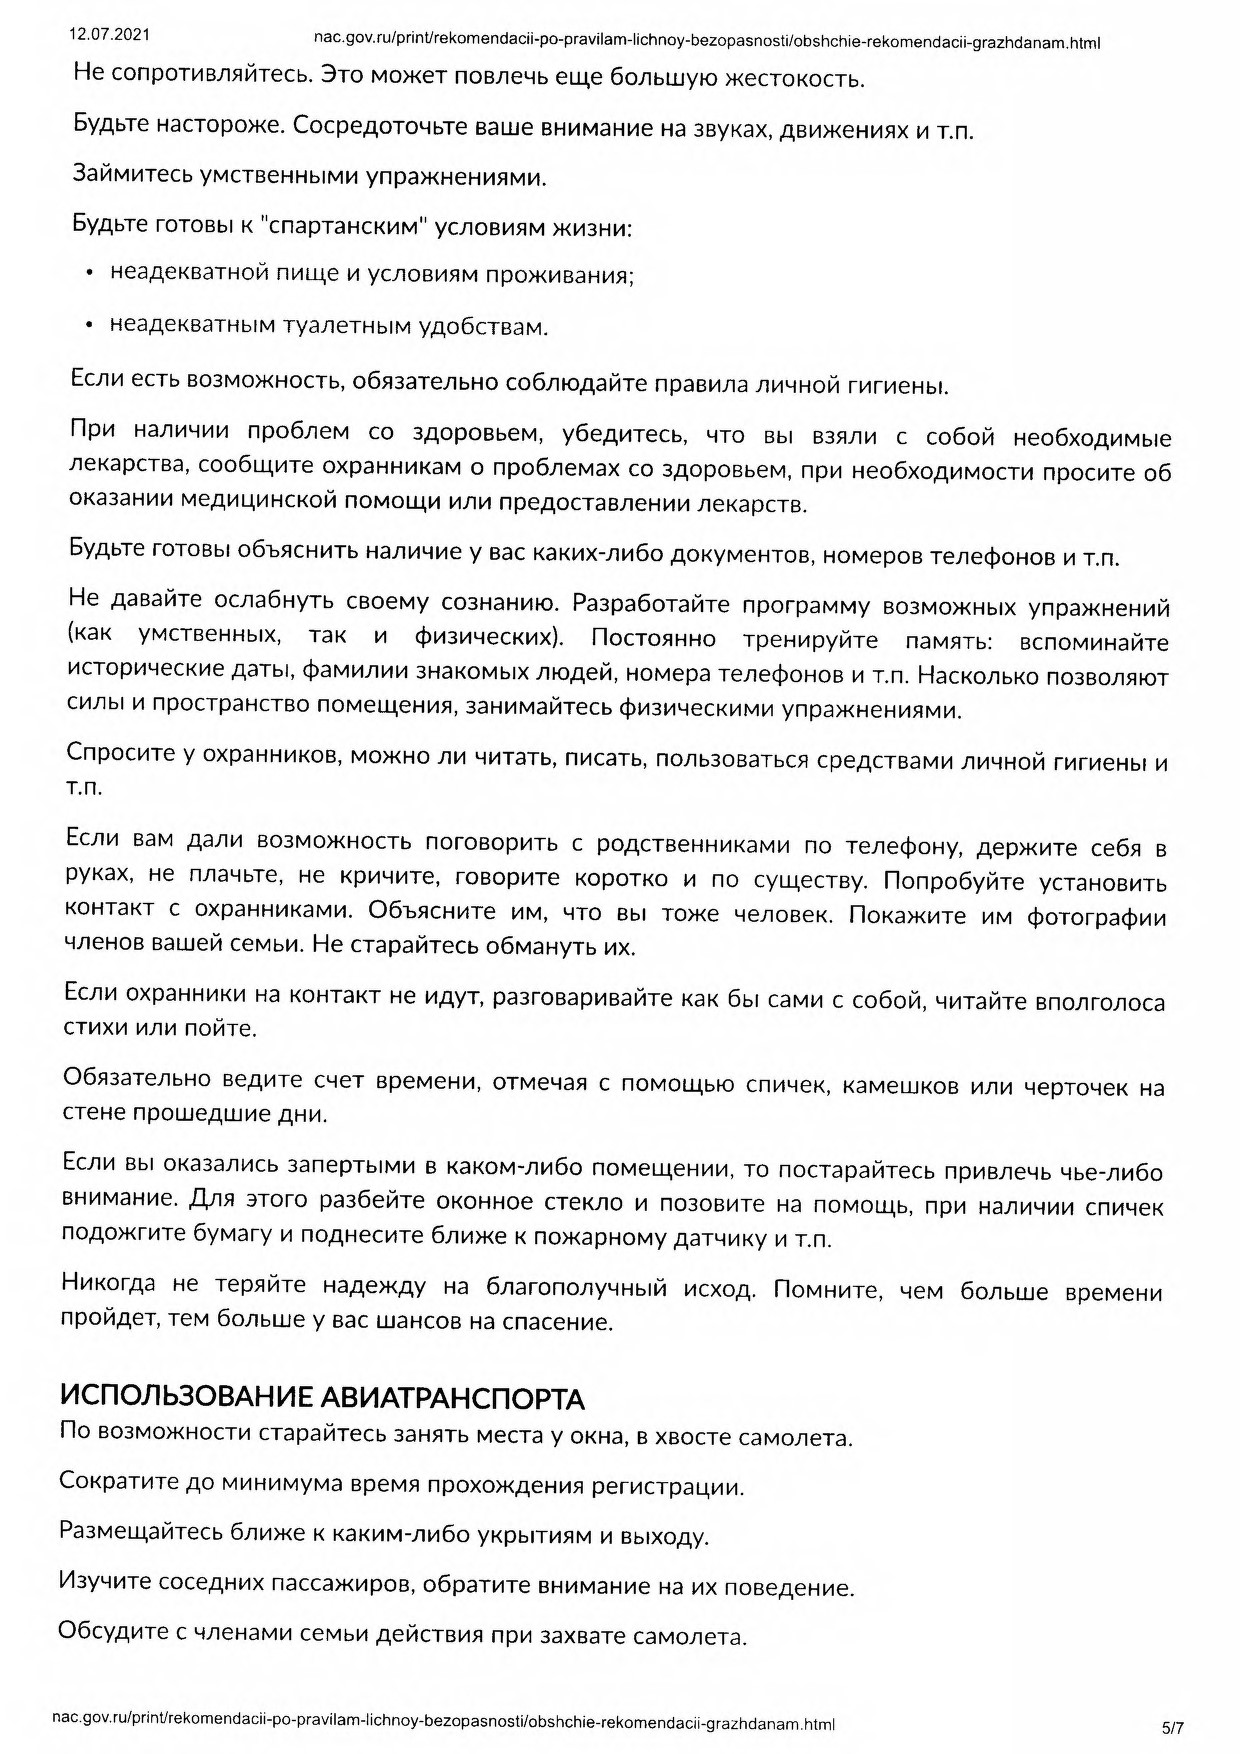 12.07.2021
nac.gov.ru/print/rekomendacii-po-pravilam-lichnoy-bezopasnosti/obshchie-rekomendacii-grazhdanam.html
Не сопротивляйтесь. Это может повлечь еще большую жестокость.
Будьте настороже. Сосредоточьте ваше внимание на звуках, движениях и т.п.
Займитесь умственными упражнениями.
Будьте готовы к "спартанским" условиям жизни:
• неадекватной пище и условиям проживания;
• неадекватным туалетным удобствам.
Если есть возможность, обязательно соблюдайте правила личной гигиены.
При наличии проблем со здоровьем, убедитесь, что вы взяли с собой необходимые
лекарства, сообщите охранникам о проблемах со здоровьем, при необходимости просите об
оказании медицинской помощи или предоставлении лекарств.
Будьте готовы объяснить наличие у вас каких-либо документов, номеров телефонов и т.п.
Не давайте ослабнуть своему сознанию. Разработайте программу возможных упражнений
(как умственных, так и физических). Постоянно тренируйте память: вспоминайте
исторические даты, фамилии знакомых людей, номера телефонов и т.п. Насколько позволяют
силы и пространство помещения, занимайтесь физическими упражнениями.
Спросите у охранников, можно ли читать, писать, пользоваться средствами личной гигиены и
т.п.
Если вам дали возможность поговорить с родственниками по телефону, держите себя в
руках, не плачьте, не кричите, говорите коротко и по существу. Попробуйте установить
контакт с охранниками. Объясните им, что вы тоже человек. Покажите им фотографии
членов вашей семьи. Не старайтесь обмануть их.
Если охранники на контакт не идут, разговаривайте как бы сами с собой, читайте вполголоса
стихи или пойте.
Обязательно ведите счет времени, отмечая с помощью спичек, камешков или черточек на
стене прошедшие дни.
Если вы оказались запертыми в каком-либо помещении, то постарайтесь привлечь чье-либо
внимание. Для этого разбейте оконное стекло и позовите на помощь, при наличии спичек
подожгите бумагу и поднесите ближе к пожарному датчику и т.п.
Никогда не теряйте надежду на благополучный исход. Помните, чем больше времени
пройдет, тем больше у вас шансов на спасение.
ИСПОЛЬЗОВАНИЕ АВИАТРАНСПОРТА
По возможности старайтесь занять места у окна, в хвосте самолета.
Сократите до минимума время прохождения регистрации.
Размещайтесь ближе к каким-либо укрытиям и выходу.
Изучите соседних пассажиров, обратите внимание на их поведение.
Обсудите с членами семьи действия при захвате самолета.
nac.gov.ru/print/rekomendacii-po-pravilam-lichnoy-bezopasnosti/obshchie-rekomendacii-grazhdanam.html
5/7